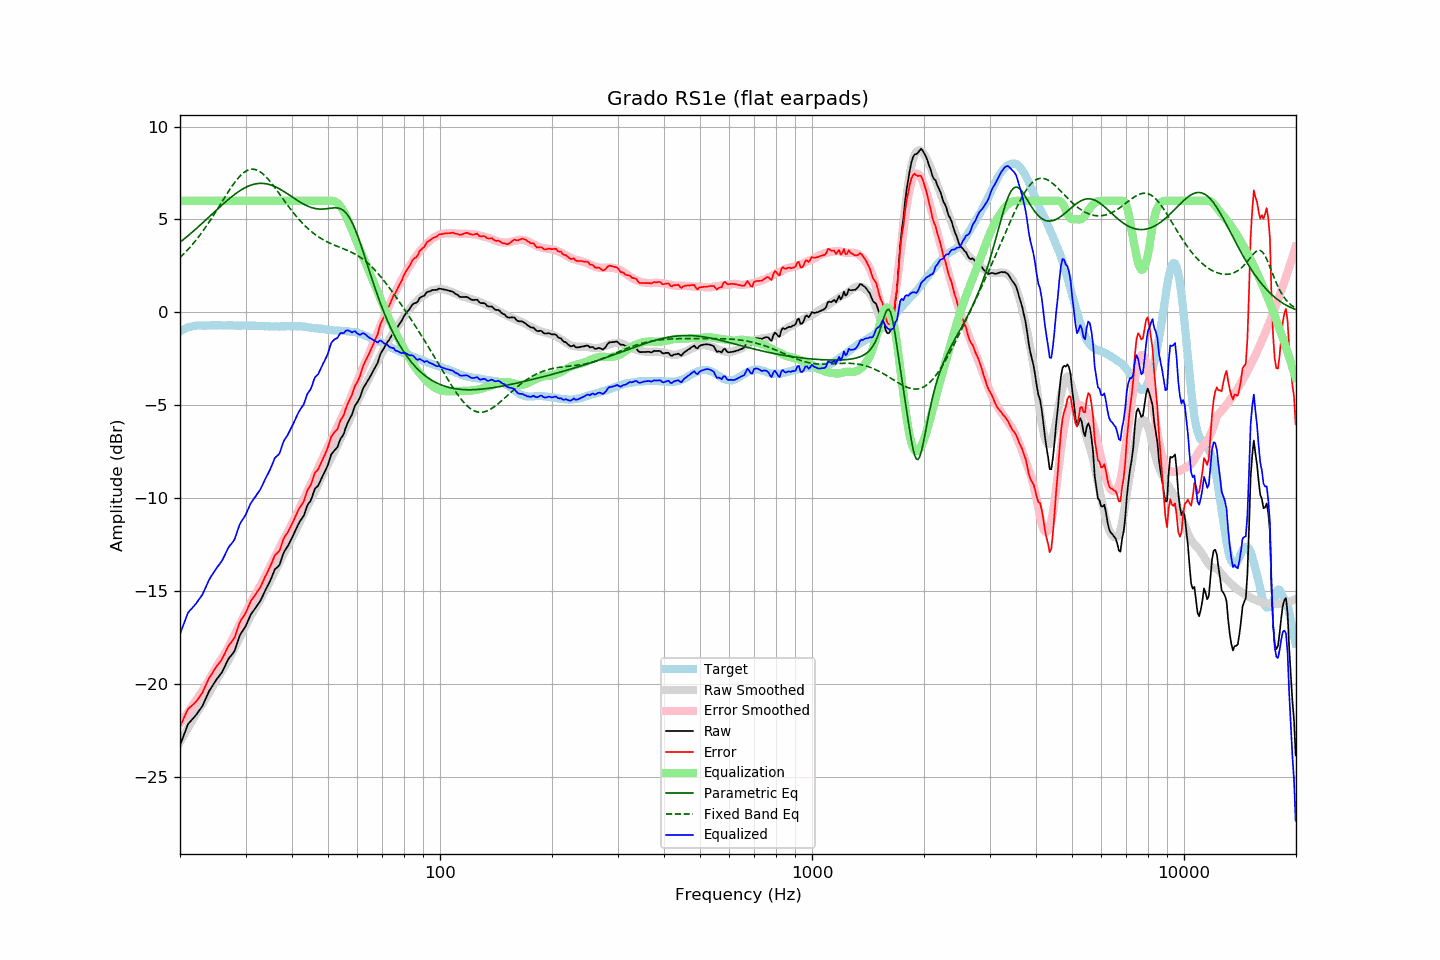 Grado RS1e (flat earpads)
Amplitude (dBr)
10
5
0
−5
−10
−15
−20
−25
Target
Raw Smoothed
Error Smoothed
Raw
Error
Equalization
Parametric Eq
Fixed Band Eq
Equalized
100
1000
10000
Frequency (Hz)